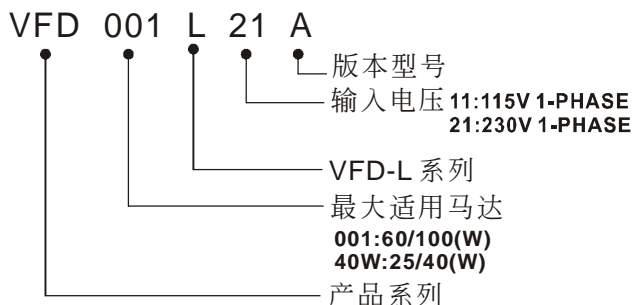 VFD 001 L 21 A
版本型号
输入电压 11:115V 1-PHASE
21:230V 1-PHASE
VFD-L 系列
最大适用马达
001:60/100(W)
40W:25/40(W)
产品系列